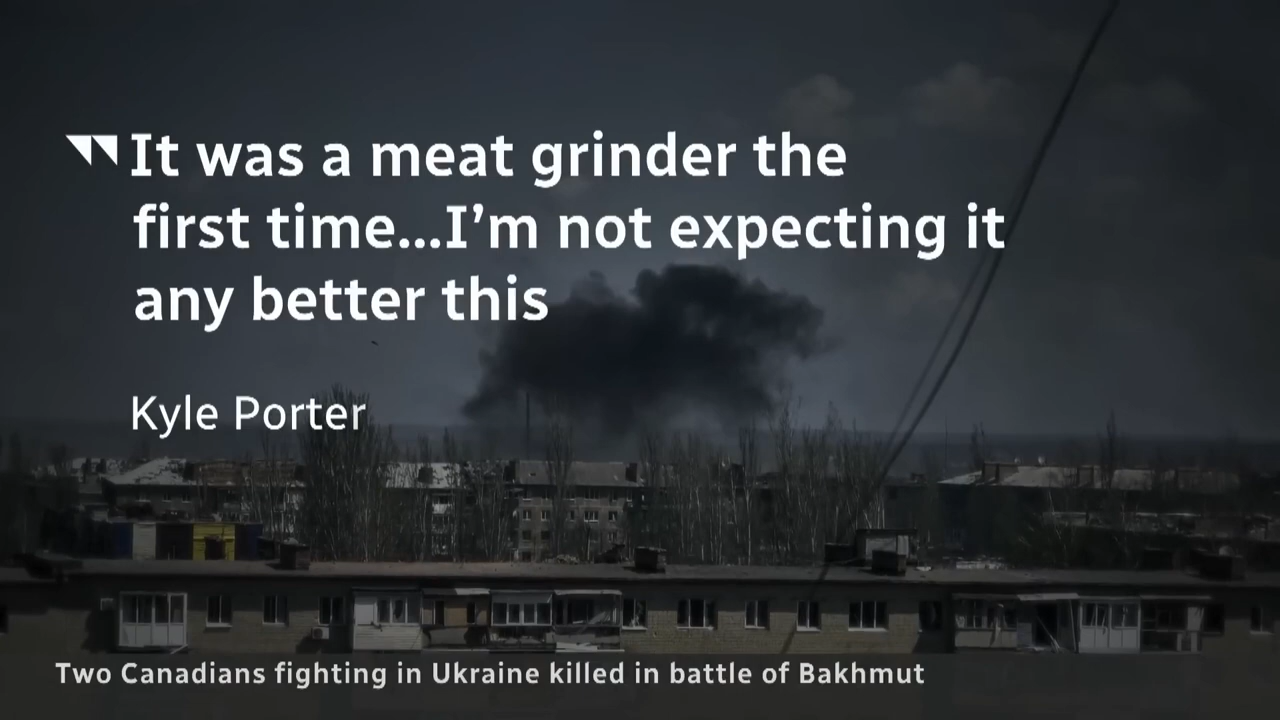 It was a meat grinder the
first time...I’m not expecting it
any better this
Kyle Porter
Two Canadians fighting in Ukraine killed in battle of Bakhmut